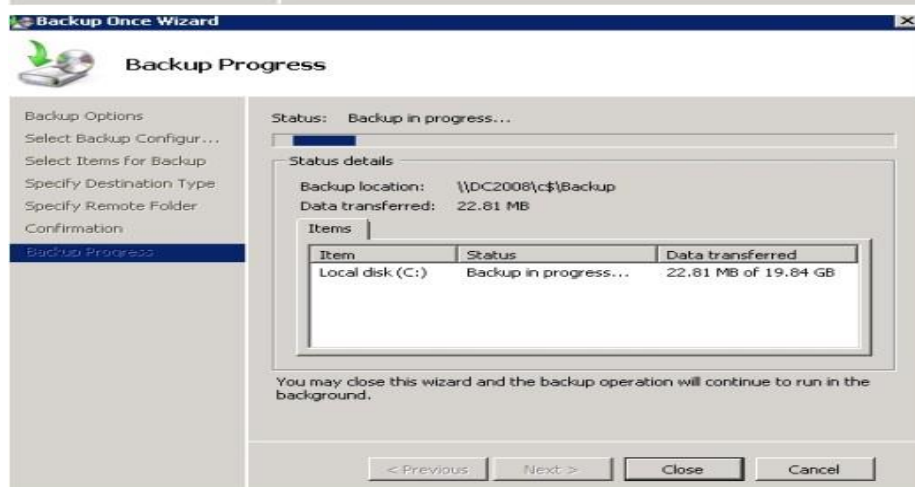 Backup Once Wizard
Backup Progress
Backup Options
Select Backup Configur...
Select Items for Backup
Specify Destination Type
Specify Remote Folder
Confirmation
Backup Progress
Status: Backup in progress...
Status details
Backup location: \\DC2008\c$\Backup
Data transferred: 22.81 MB
Items
Item Status Data transferred
Local disk (C:) Backup in progress... 22.81 MB of 19.84 GB
You may close this wizard and the backup operation will continue to run in the
background.
< Previous Next > Close Cancel